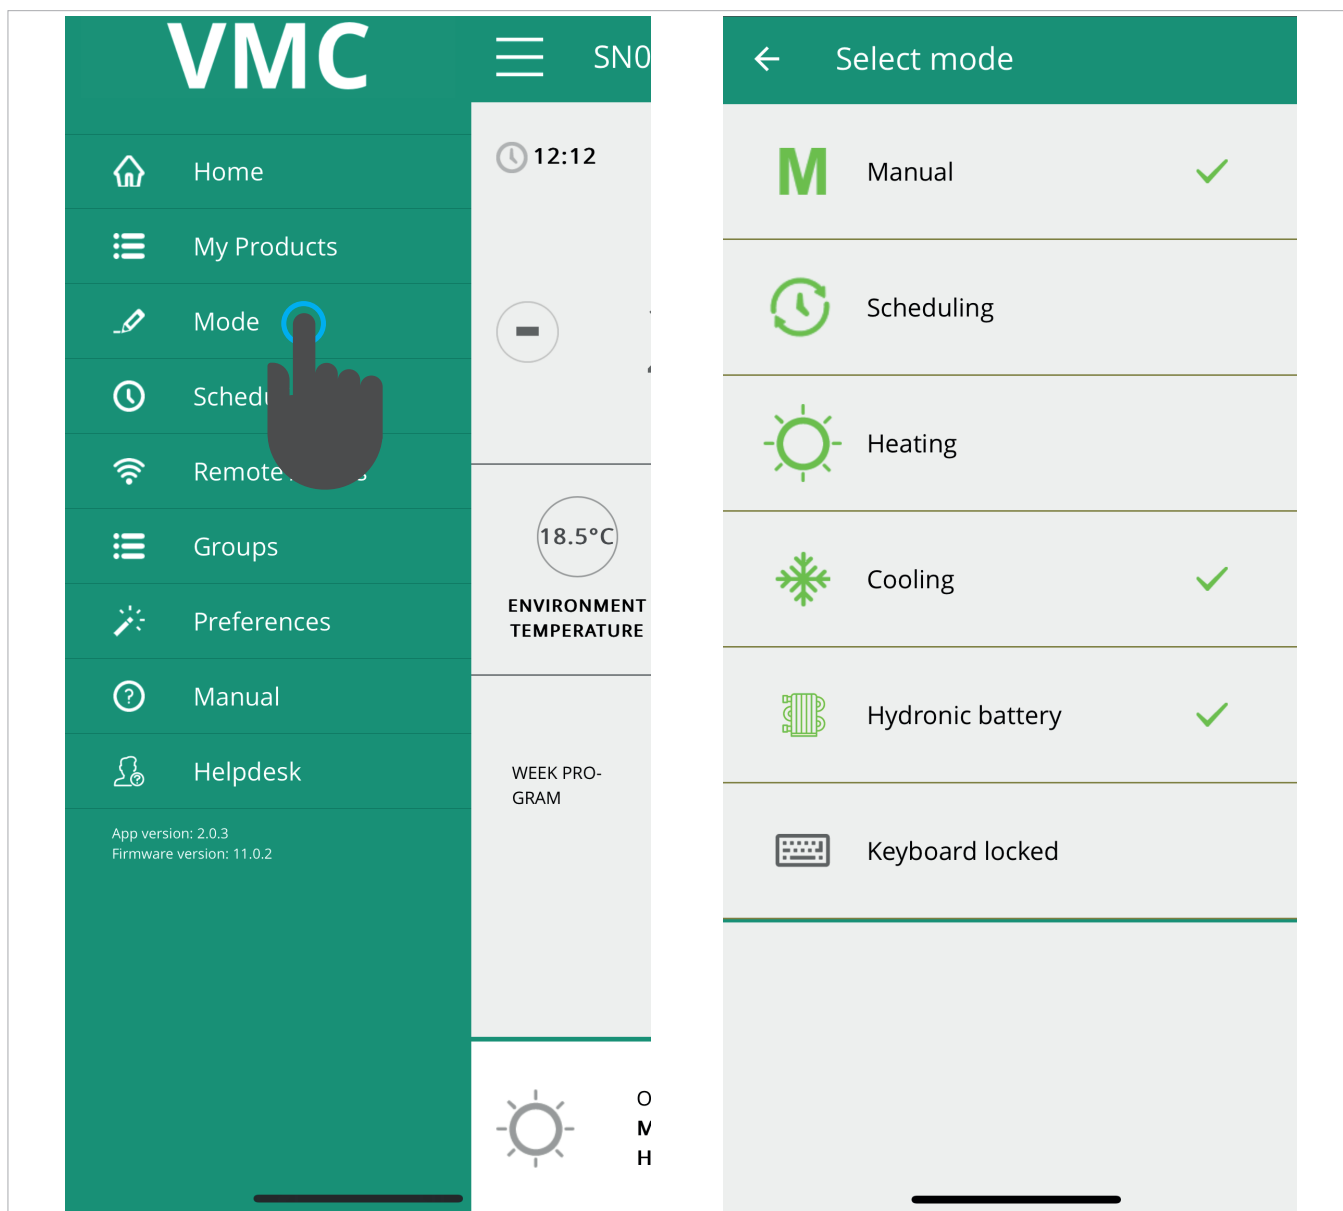 VMC
Home
My Products
Mode
Remote
Groups
Preferences
Manual
Helpdesk
App version: 2.0.3
Firmware version: 11.0.2
12:12
18.5°C
ENVIRONMENT
TEMPERATURE
WEEK PRO-
GRAM
Select mode
M Manual
Scheduling
Heating
Cooling
Hydronic battery
Keyboard locked